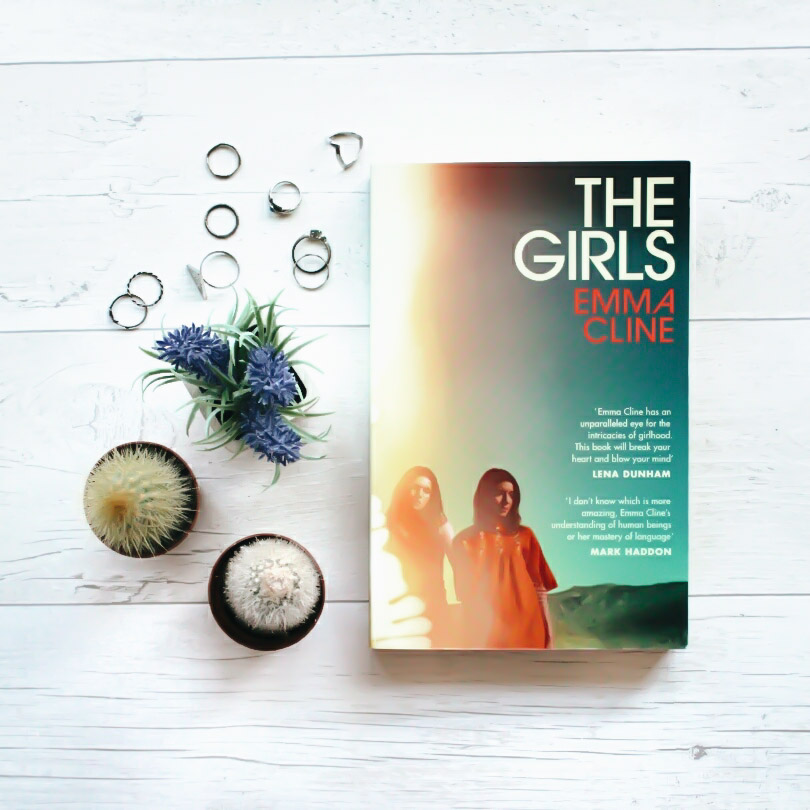 THE
GIRLS
EMMA
CLINE
'Emma Cline has an
unparalleled eye for the
intricacies of girlhood.
This book will break your
heart and blow your mind'
LENA DUNHAM
'I don't know which is more
amazing, Emma Cline's
understanding of human beings
or her mastery of language'
MARK HADDON